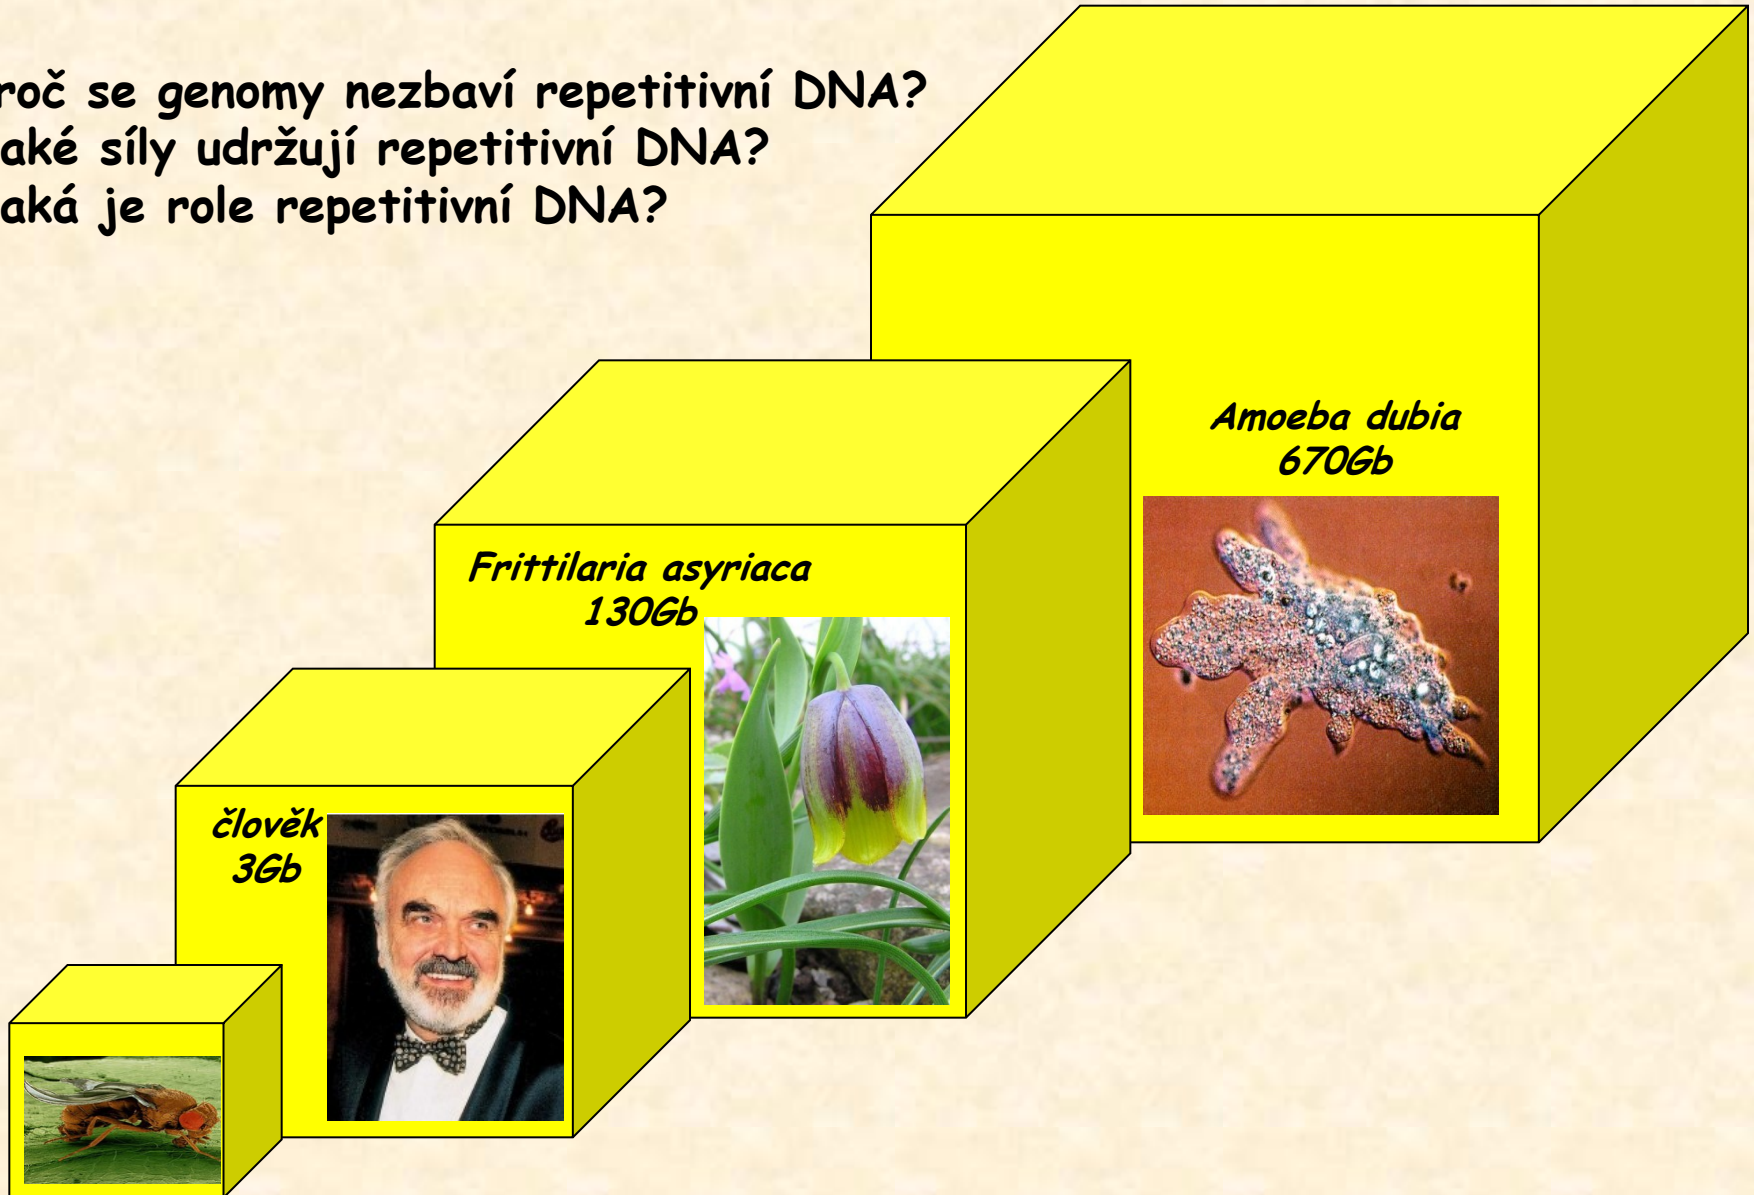 roč se genomy nezbaví repetitivní DNA?
aké síly udržují repetitivní DNA?
aká je role repetitivní DNA?
Amoeba dubia
670Gb
Frittilaria asyriaca
130Gb
člověk
3Gb